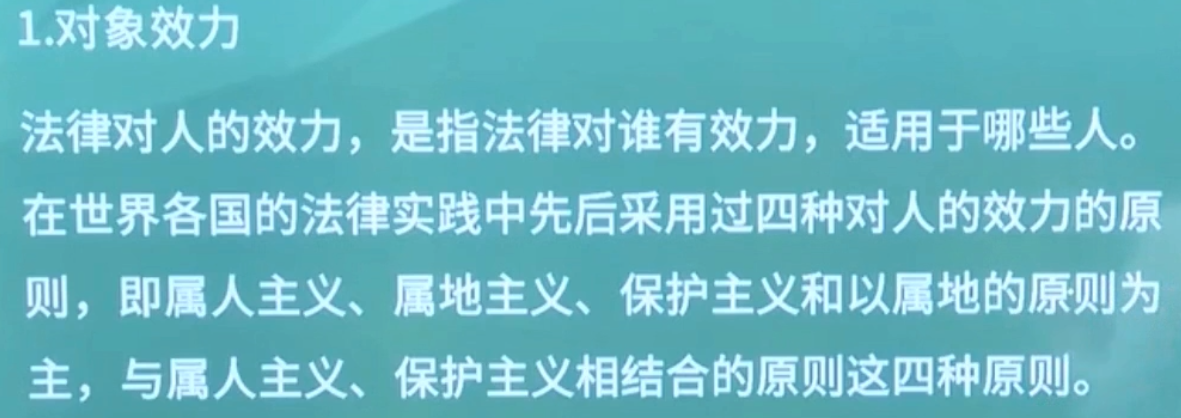 1.对象效力
法律对人的效力，是指法律对谁有效力，适用于哪些人。
在世界各国的法律实践中先后采用过四种对人的效力的原
则，即属人主义、属地主义、保护主义和以属地的原则为
主，与属人主义、保护主义相结合的原则这四种原则。